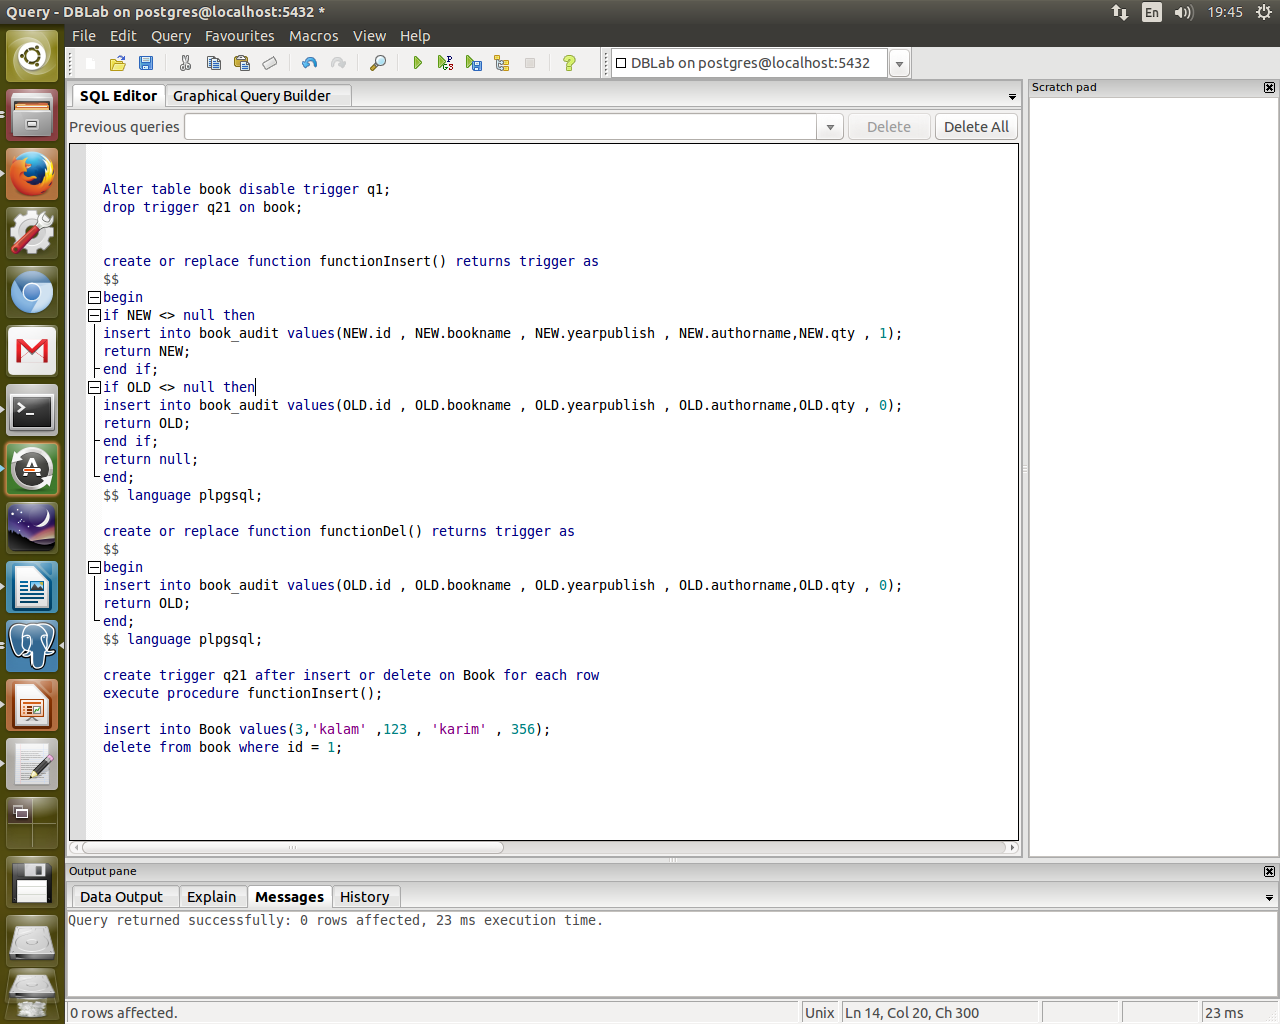 Query - DBLab on postgres@localhost:5432 *
En
19:45
File Edit Query Favourites Macros View Help
DBLab on postgres@localhost:5432
SQL Editor
Graphical Query Builder
Scratch pad
Previous queries
Delete
Delete All
Alter table book disable trigger q1;
drop trigger q21 on book;
create or replace function functionInsert() returns trigger as
$$
begin
if NEW <> null then
insert into book_audit values(NEW.id , NEW.bookname , NEW.yearpublish , NEW.authorname,NEW.qty , 1);
return NEW;
end if;
if OLD <> null then
insert into book_audit values(OLD.id , OLD.bookname , OLD.yearpublish , OLD.authorname,OLD.qty , 0);
return OLD;
end if;
return null;
end;
$$ language plpgsql;
create or replace function functionDel() returns trigger as
$$
begin
insert into book_audit values(OLD.id , OLD.bookname , OLD.yearpublish , OLD.authorname,OLD.qty , 0);
return OLD;
end;
$$ language plpgsql;
create trigger q21 after insert or delete on Book for each row
execute procedure functionInsert();
insert into Book values(3,'kalam' ,123 , 'karim' , 356);
delete from book where id = 1;
Output pane
Data Output
Explain
Messages
History
Query returned successfully: 0 rows affected, 23 ms execution time.
0 rows affected.
Unix
Ln 14, Col 20, Ch 300
23 ms